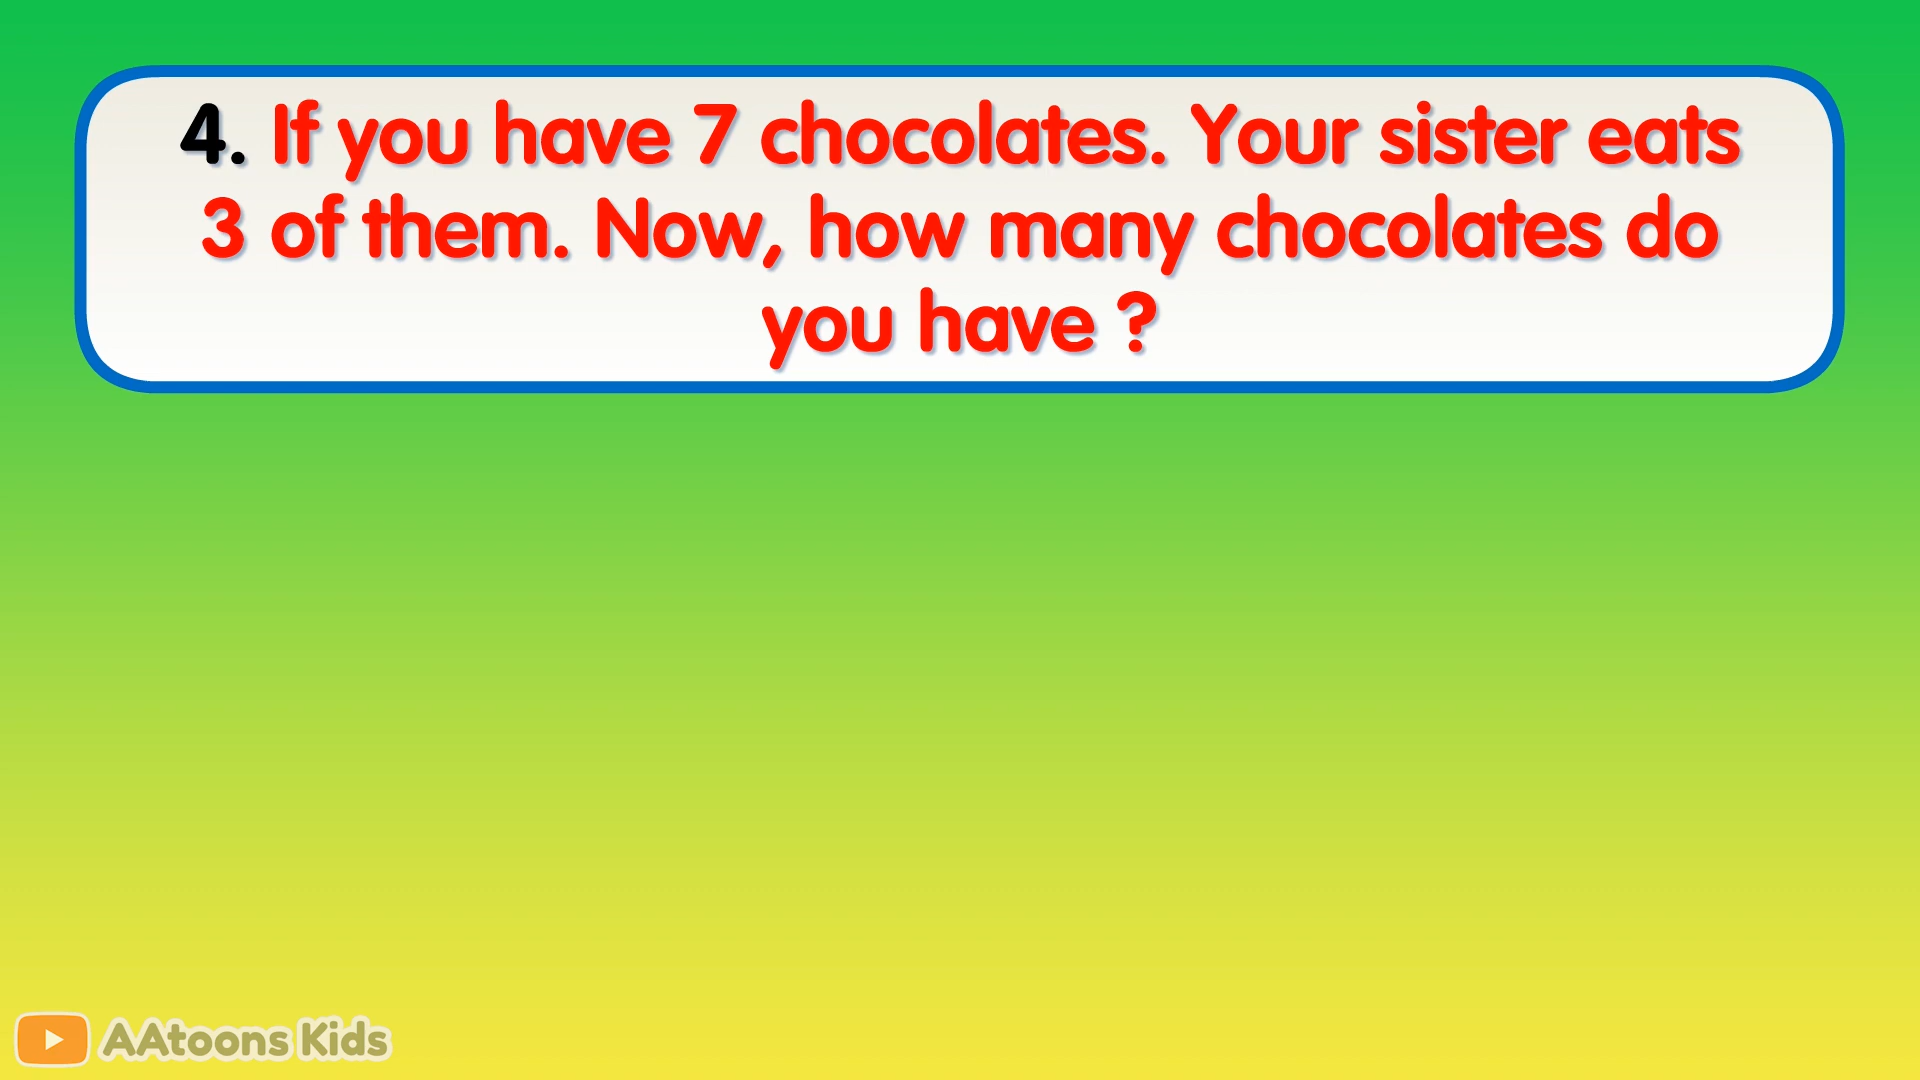 4. If you have 7 chocolates. Your sister eats
3 of them. Now, how many chocolates do
you have ?
AAtoons Kids